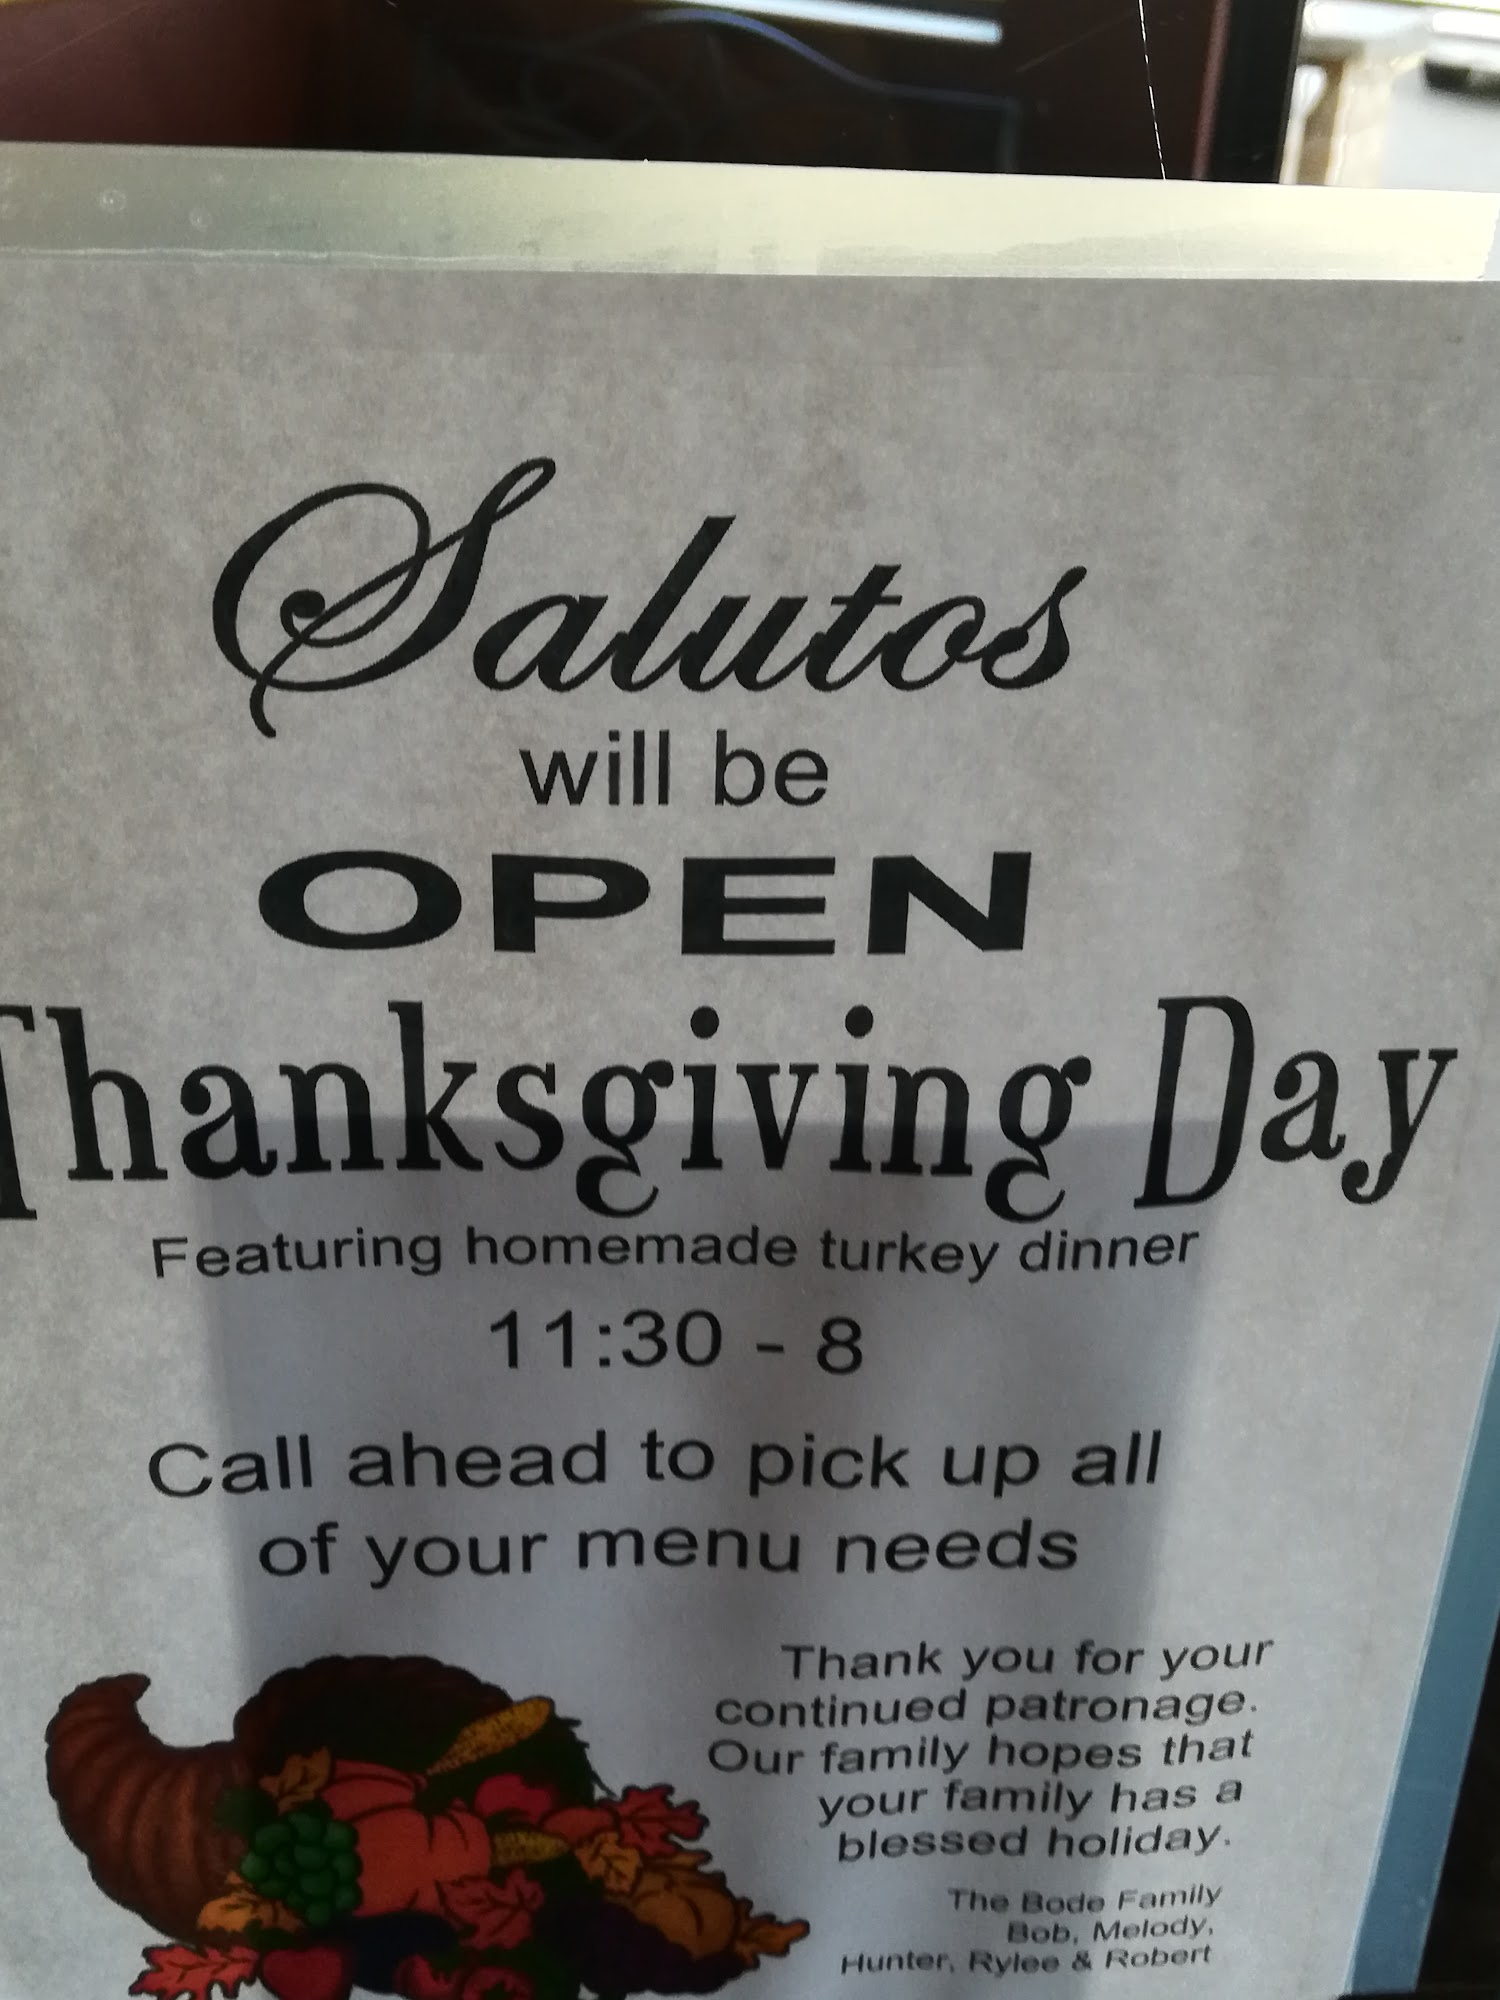 Salutos
will be
OPEN
Thanksgiving Day
Featuring homemade turkey dinner
11:30 - 8
Call ahead to pick up all
of your menu needs
Thank you for your
continued patronage.
Our family hopes that
your family has a
blessed holiday.
The Bode Family
Bob, Melody,
Hunter, Rylee & Robert